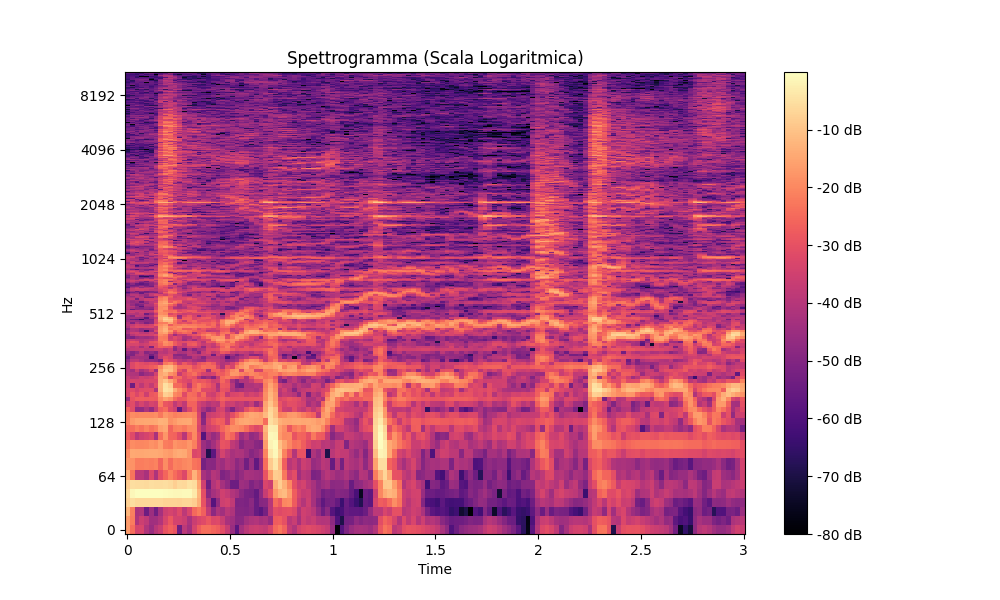 Spettrogramma (Scala Logaritmica)
Hz
8192
4096
2048
1024
512
256
128
64
0
0 0.5 1 1.5 2 2.5 3
Time
-10 dB
-20 dB
-30 dB
-40 dB
-50 dB
-60 dB
-70 dB
-80 dB